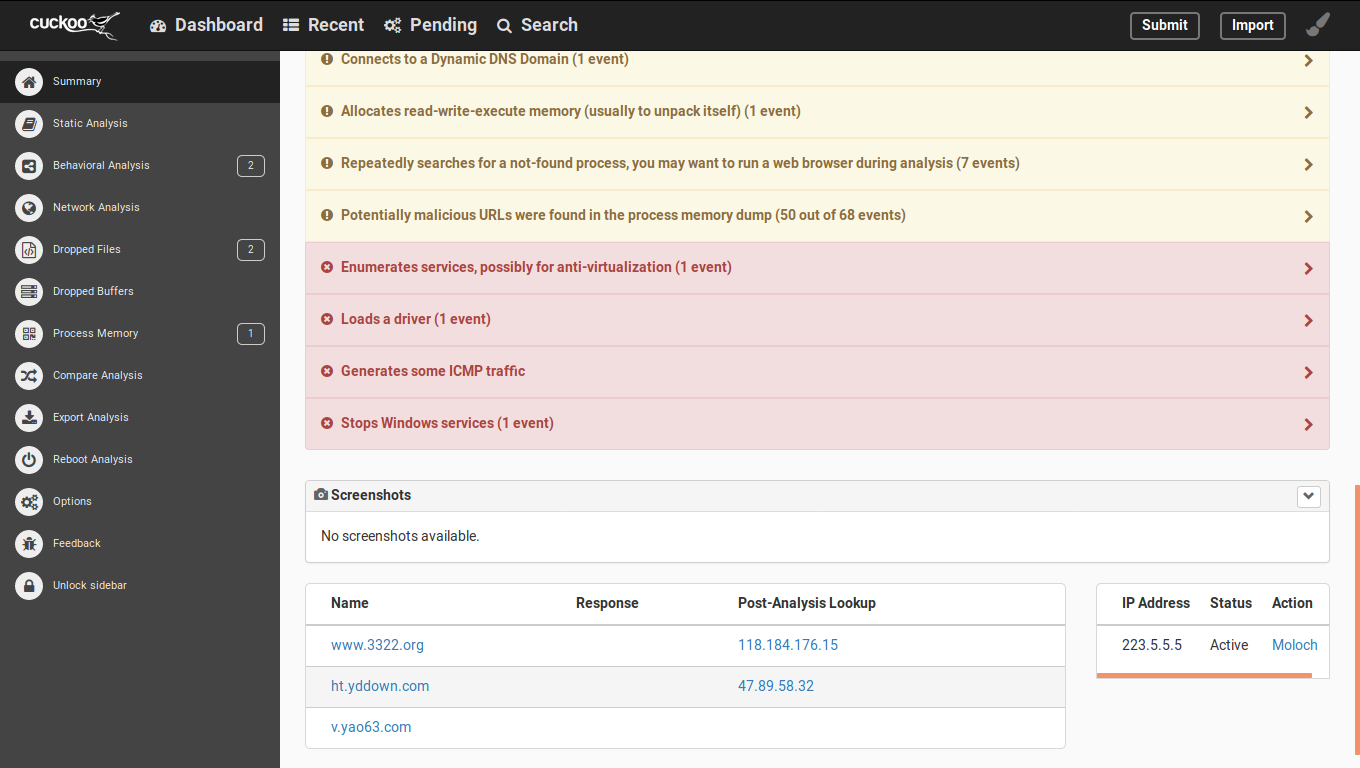 cuckoo Dashboard Recent Pending Search Submit Import
Summary
Static Analysis
Behavioral Analysis 2
Network Analysis
Dropped Files 2
Dropped Buffers
Process Memory 1
Compare Analysis
Export Analysis
Reboot Analysis
Options
Feedback
Unlock sidebar
Connects to a Dynamic DNS Domain (1 event)
Allocates read-write-execute memory (usually to unpack itself) (1 event)
Repeatedly searches for a not-found process, you may want to run a web browser during analysis (7 events)
Potentially malicious URLs were found in the process memory dump (50 out of 68 events)
Enumerates services, possibly for anti-virtualization (1 event)
Loads a driver (1 event)
Generates some ICMP traffic
Stops Windows services (1 event)
Screenshots
No screenshots available.
Name Response Post-Analysis Lookup
www.3322.org 118.184.176.15
ht.yddown.com 47.89.58.32
v.yao63.com
IP Address Status Action
223.5.5.5 Active Moloch